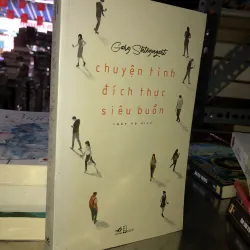 Gary Shteyngart
chuyện tình
đích thực
siêu buồn